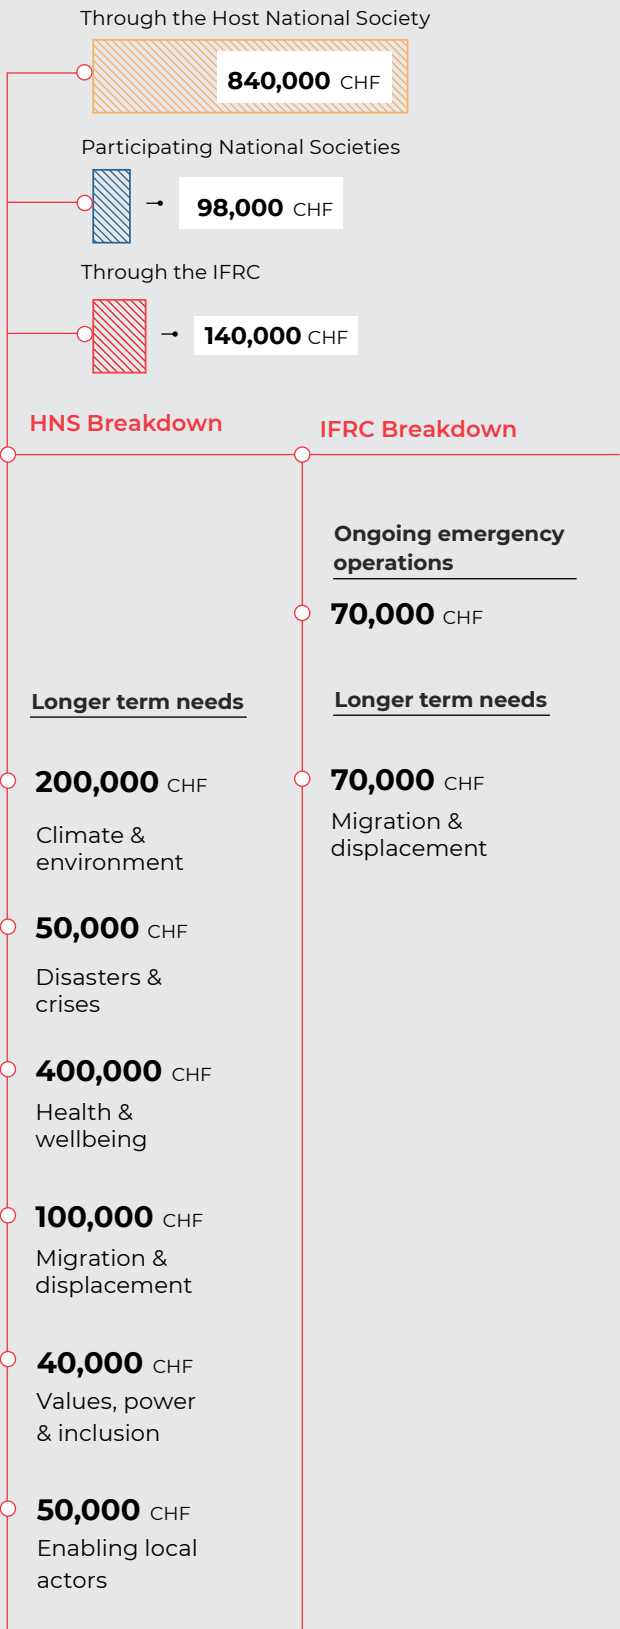 Through the Host National Society
840,000 CHF
Participating National Societies
98,000 CHF
Through the IFRC
140,000 CHF
HNS Breakdown
Longer term needs
200,000 CHF
Climate &
environment
50,000 CHF
Disasters &
crises
400,000 CHF
Health &
wellbeing
100,000 CHF
Migration &
displacement
40,000 CHF
Values, power
& inclusion
50,000 CHF
Enabling local
actors
IFRC Breakdown
Ongoing emergency
operations
70,000 CHF
Longer term needs
70,000 CHF
Migration &
displacement